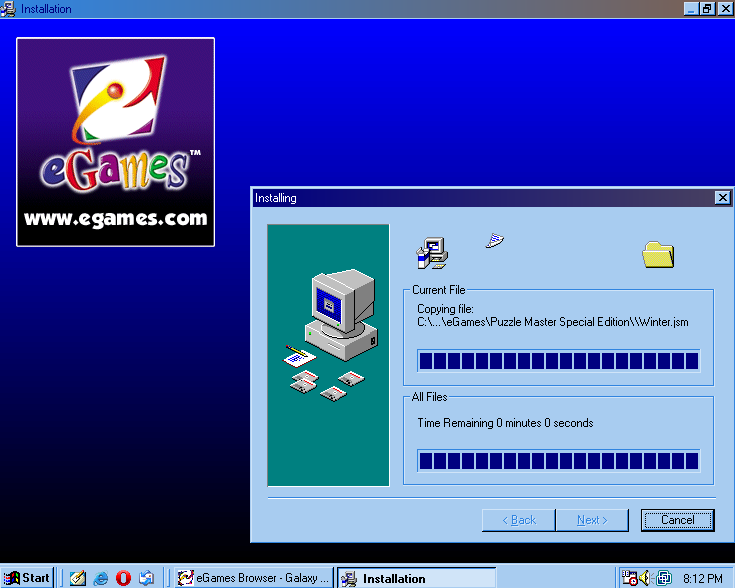 Installation
eGames™
www.egames.com
Installing
Current File
Copying file:
C:\...\eGames\Puzzle Master Special Edition\\Winter.jsm
All Files
Time Remaining 0 minutes 0 seconds
< Back
Next >
Cancel
Start
eGames Browser - Galaxy ...
Installation
8:12 PM